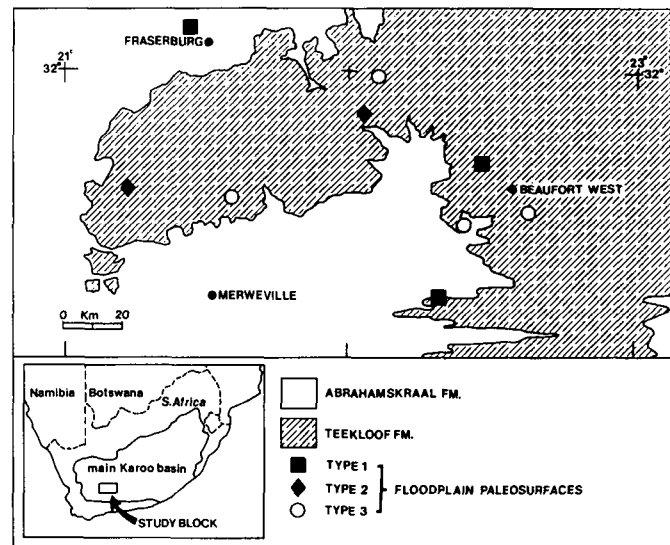 FRASERBURG
21°
32°
23°
32°
BEAUFORT WEST
MERWEVILLE
0 Km 20
Namibia Botswana S.Africa
main Karoo basin
STUDY BLOCK
ABRAHAMSKRAAL FM.
TEEKLOOF FM.
TYPE 1
TYPE 2 FLOODPLAIN PALEOSURFACES
TYPE 3